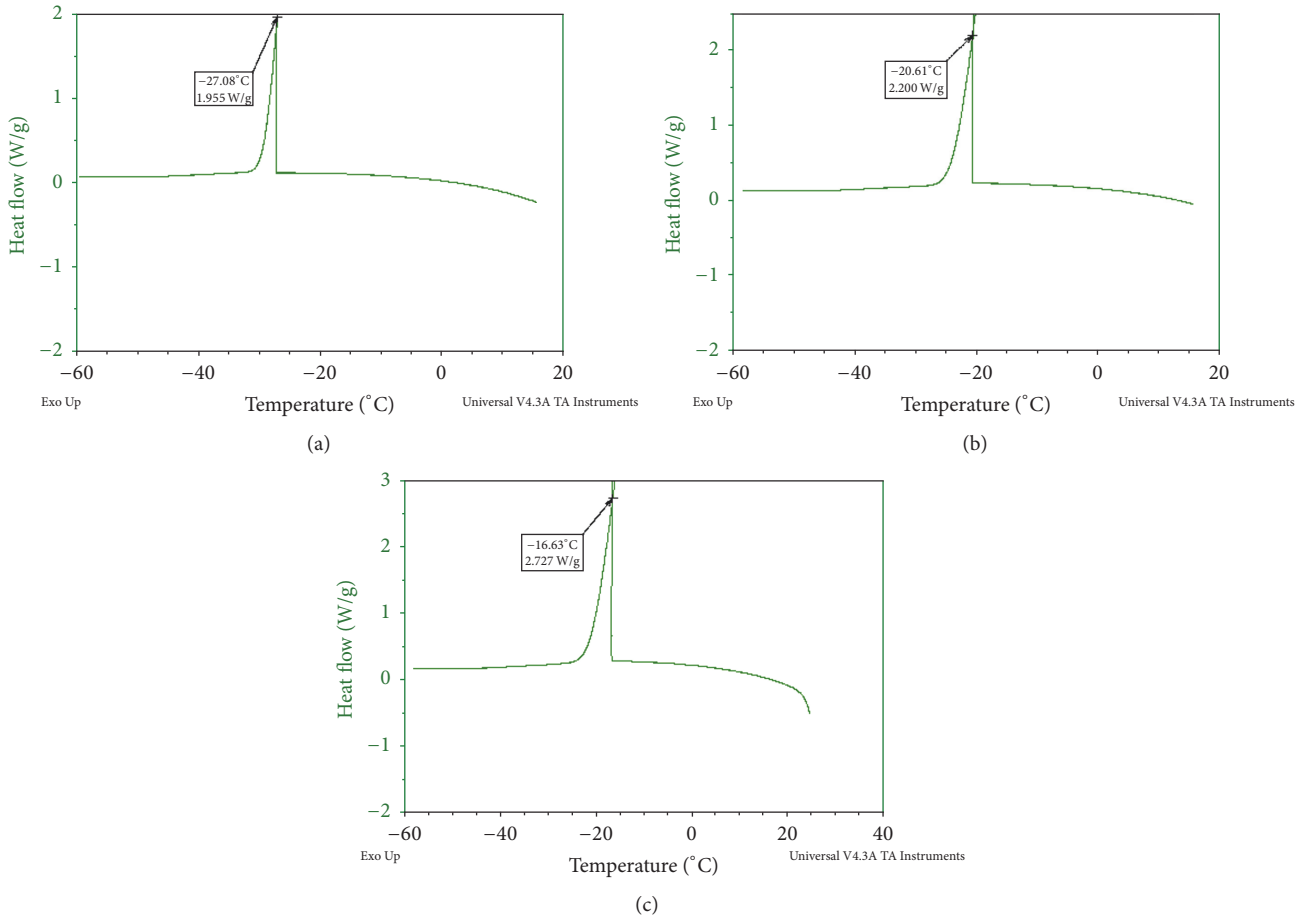 2
1
0
−1
−2
Heat flow (W/g)
−27.08°C
1.955 W/g
−60
−40
−20
0
20
Exo Up
Temperature (°C)
Universal V4.3A TA Instruments
(a)
2
1
0
−1
−2
Heat flow (W/g)
−20.61°C
2.200 W/g
−60
−40
−20
0
20
Exo Up
Temperature (°C)
Universal V4.3A TA Instruments
(b)
3
2
1
0
−1
−2
Heat flow (W/g)
−16.63°C
2.727 W/g
−60
−40
−20
0
20
40
Exo Up
Temperature (°C)
Universal V4.3A TA Instruments
(c)